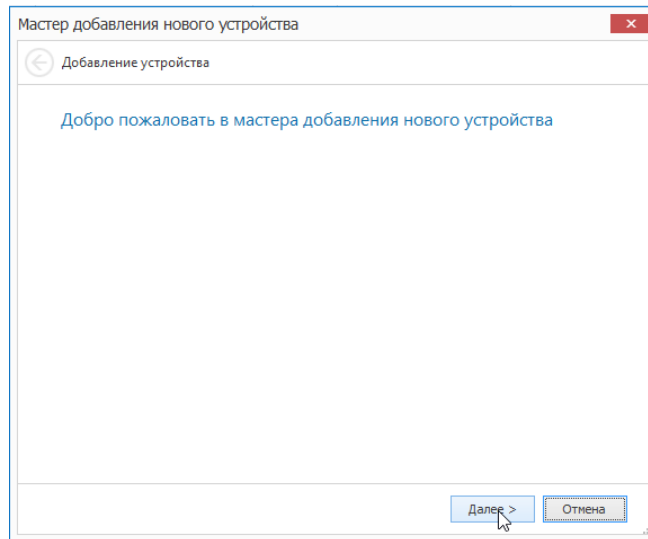 Мастер добавления нового устройства
Добавление устройства
Добро пожаловать в мастера добавления нового устройства
Далее >
Отмена